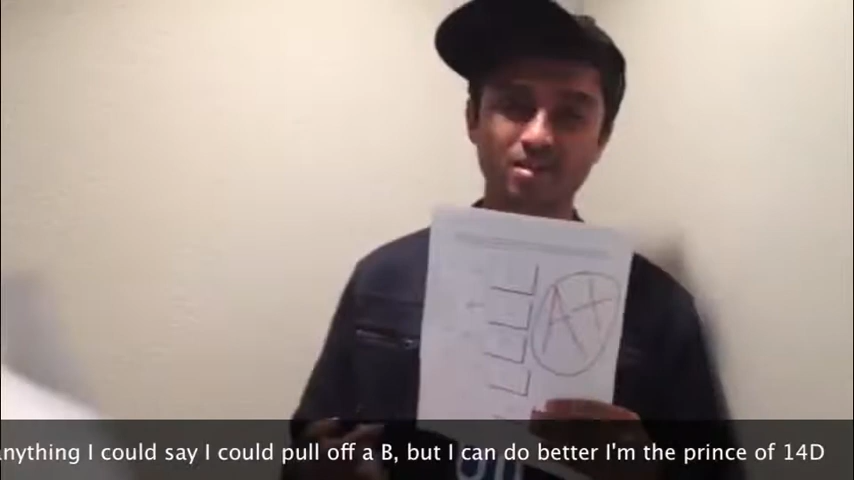 A+
nything I could say I could pull off a B, but I can do better I'm the prince of 14D